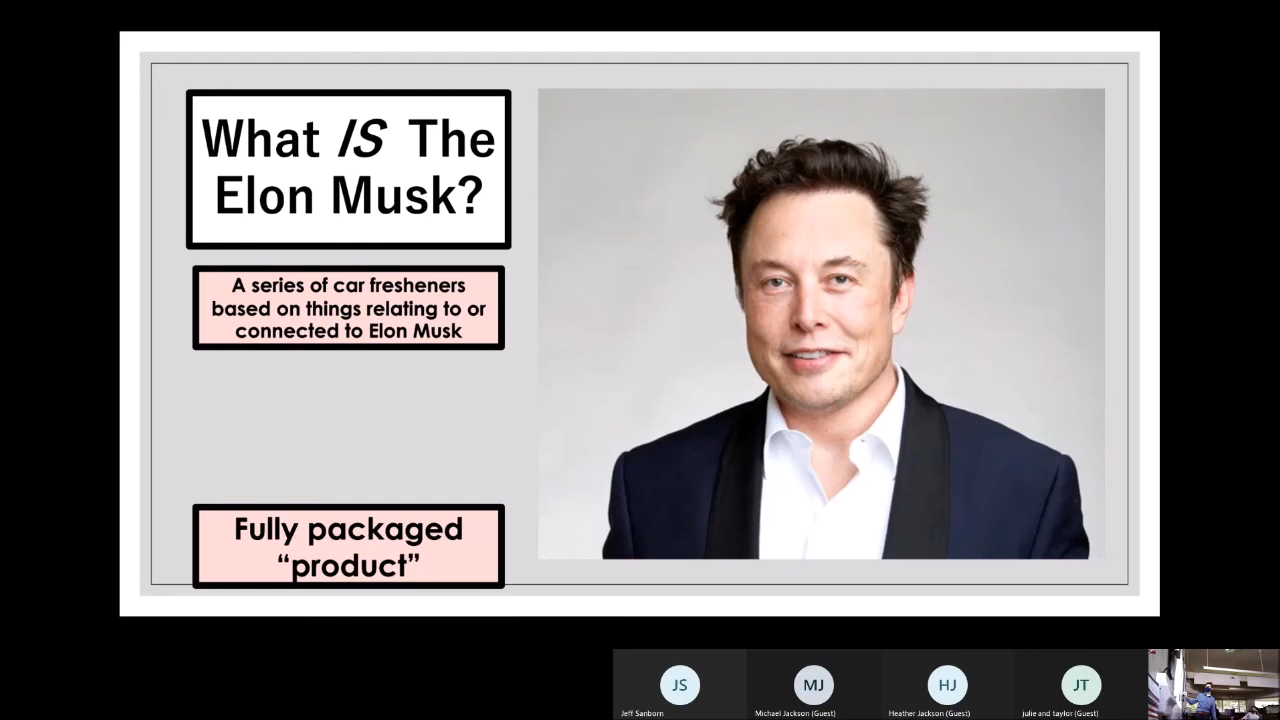 What IS The
Elon Musk?
A series of car fresheners
based on things relating to or
connected to Elon Musk
Fully packaged
“product”
JS
MJ
HJ
JT
Jeff Sanborn
Michael Jackson (Guest)
Heather Jackson (Guest)
julie and taylor (Guest)